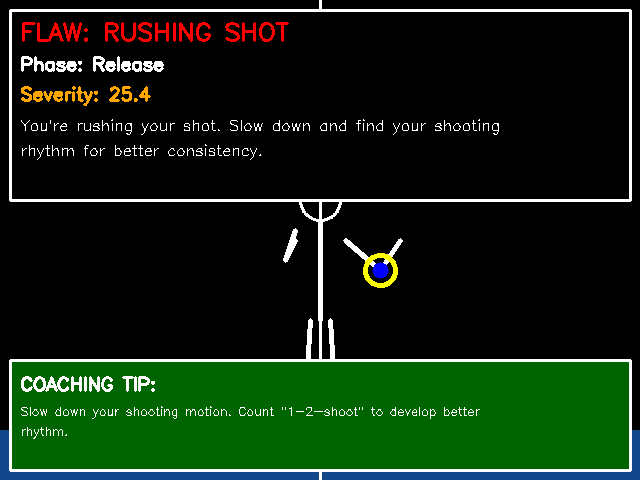 FLAW: RUSHING SHOT
Phase: Release
Severity: 25.4
You're rushing your shot. Slow down and find your shooting
rhythm for better consistency.
COACHING TIP:
Slow down your shooting motion. Count "1-2-shoot" to develop better
rhythm.